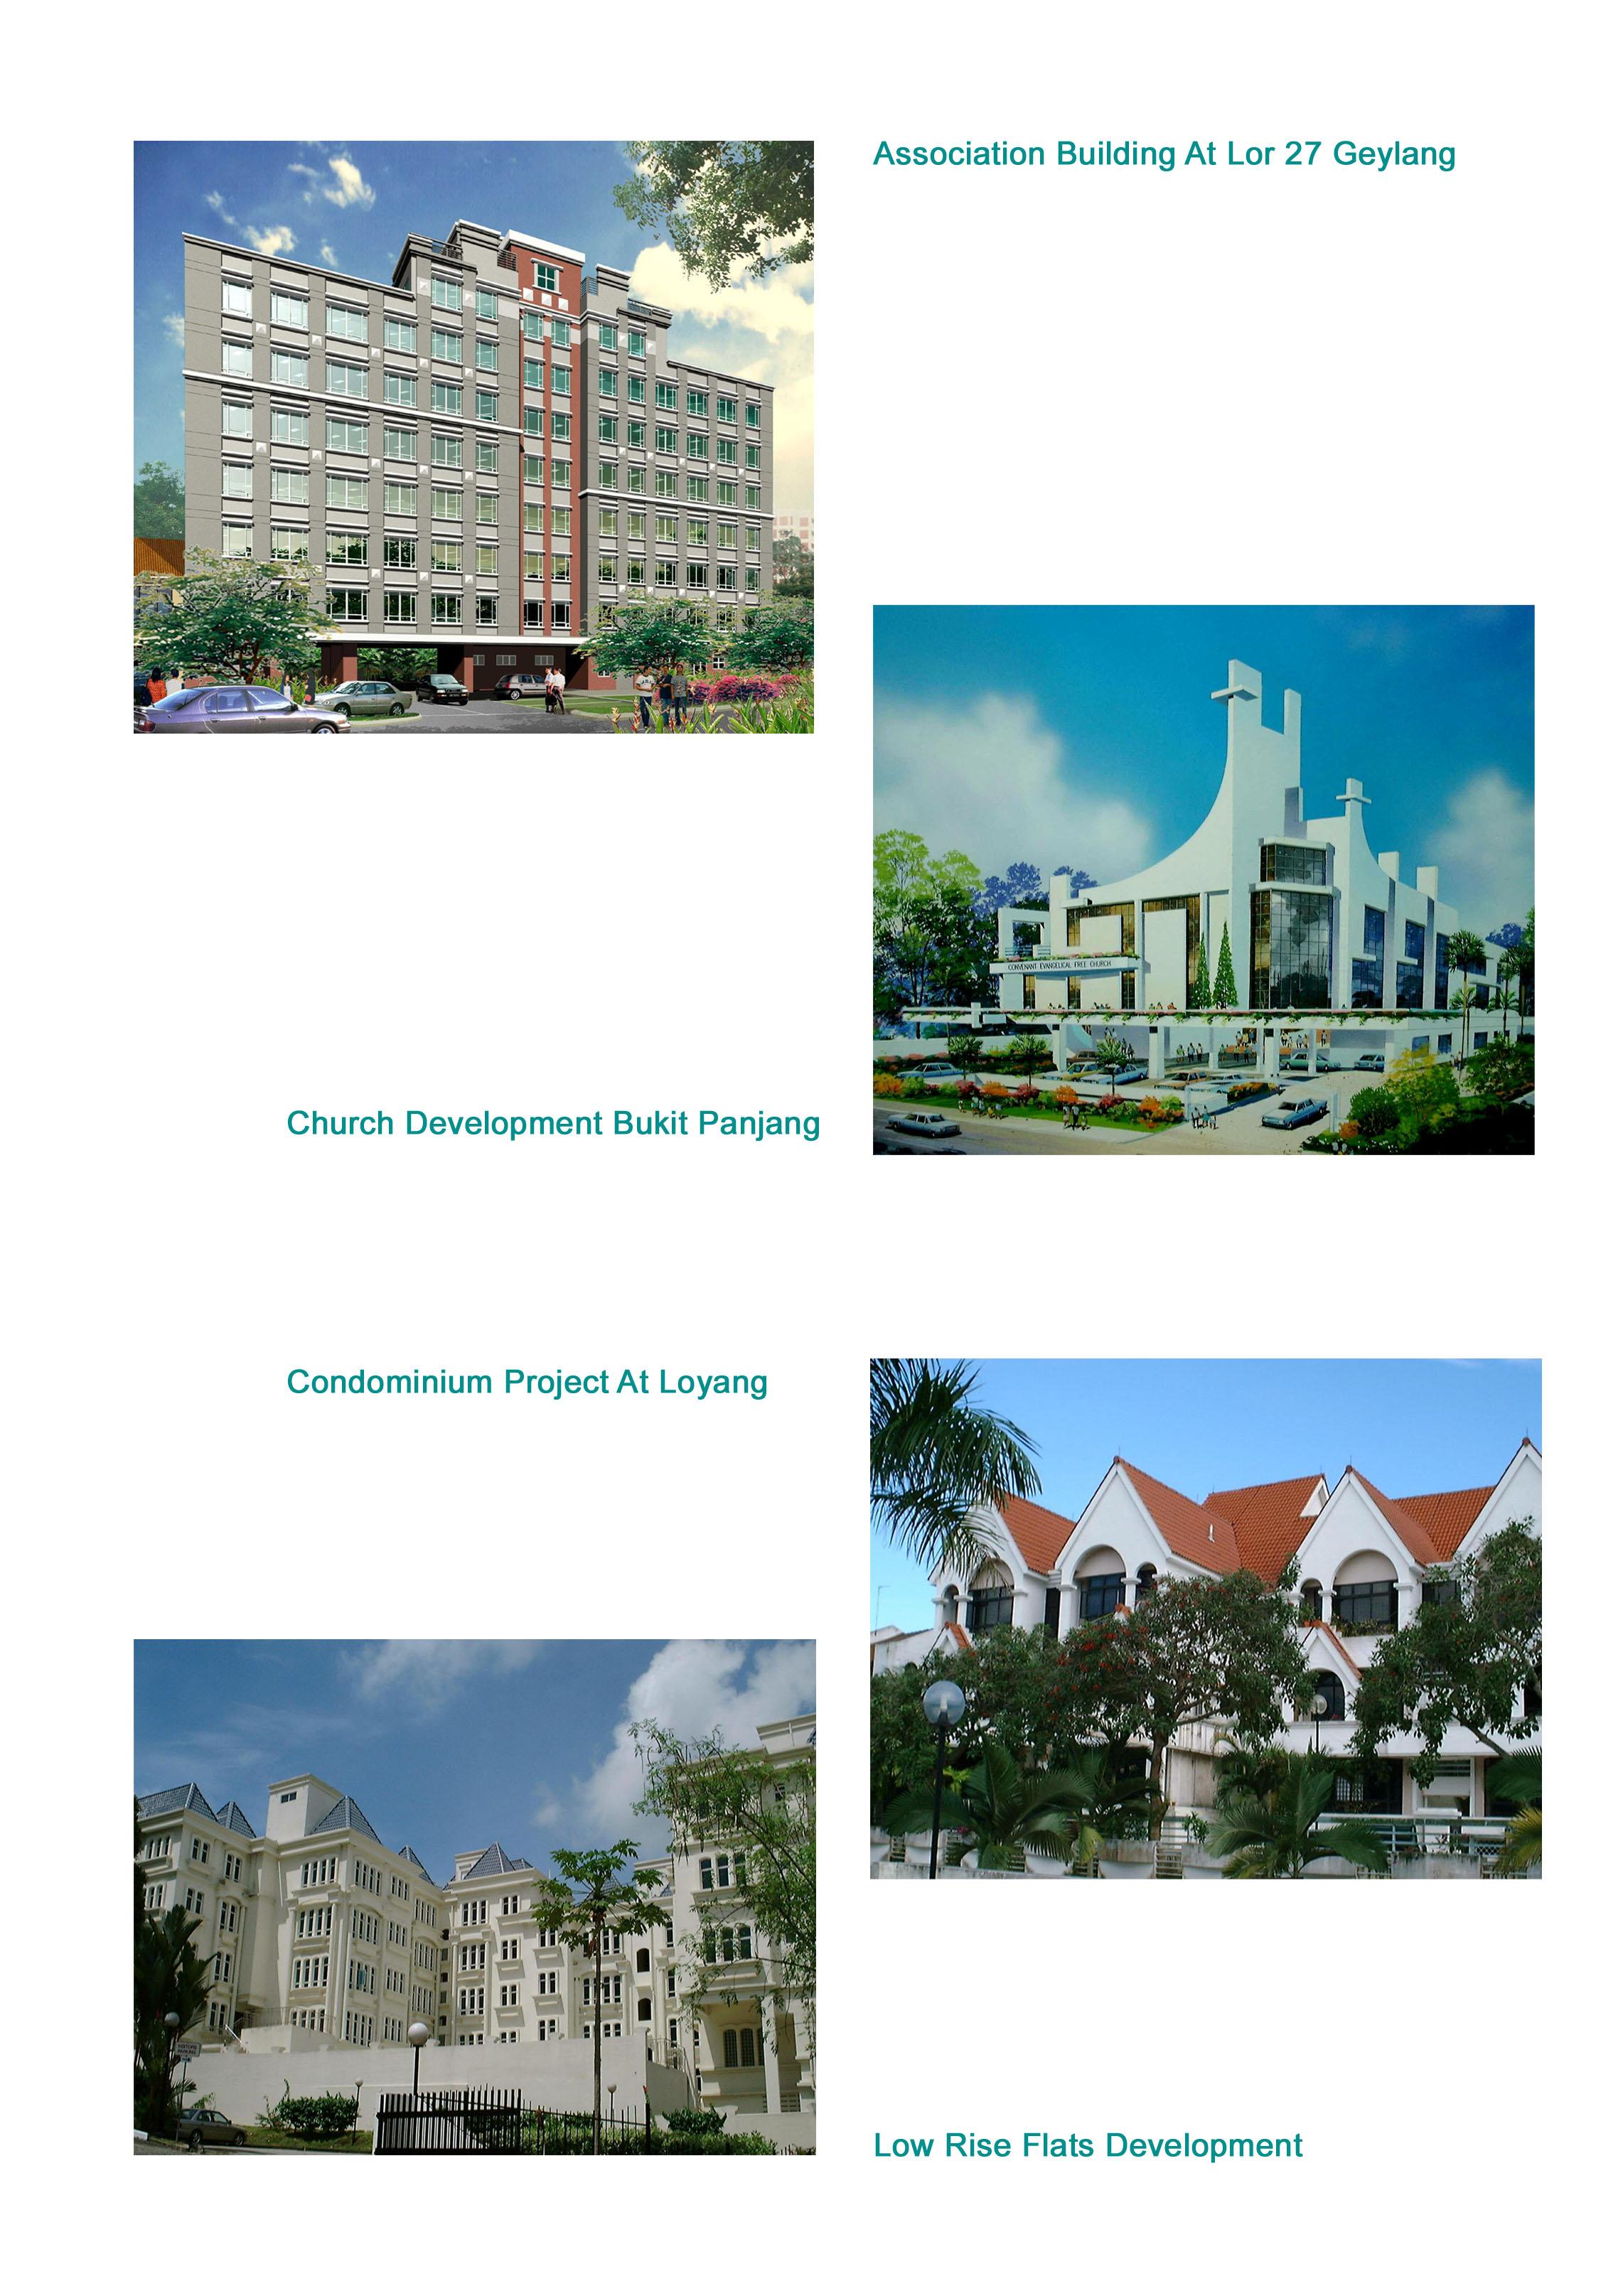 Association Building At Lor 27 Geylang
CONVENANT EVANGELICAL FREE CHURCH
Church Development Bukit Panjang
Condominium Project At Loyang
Low Rise Flats Development